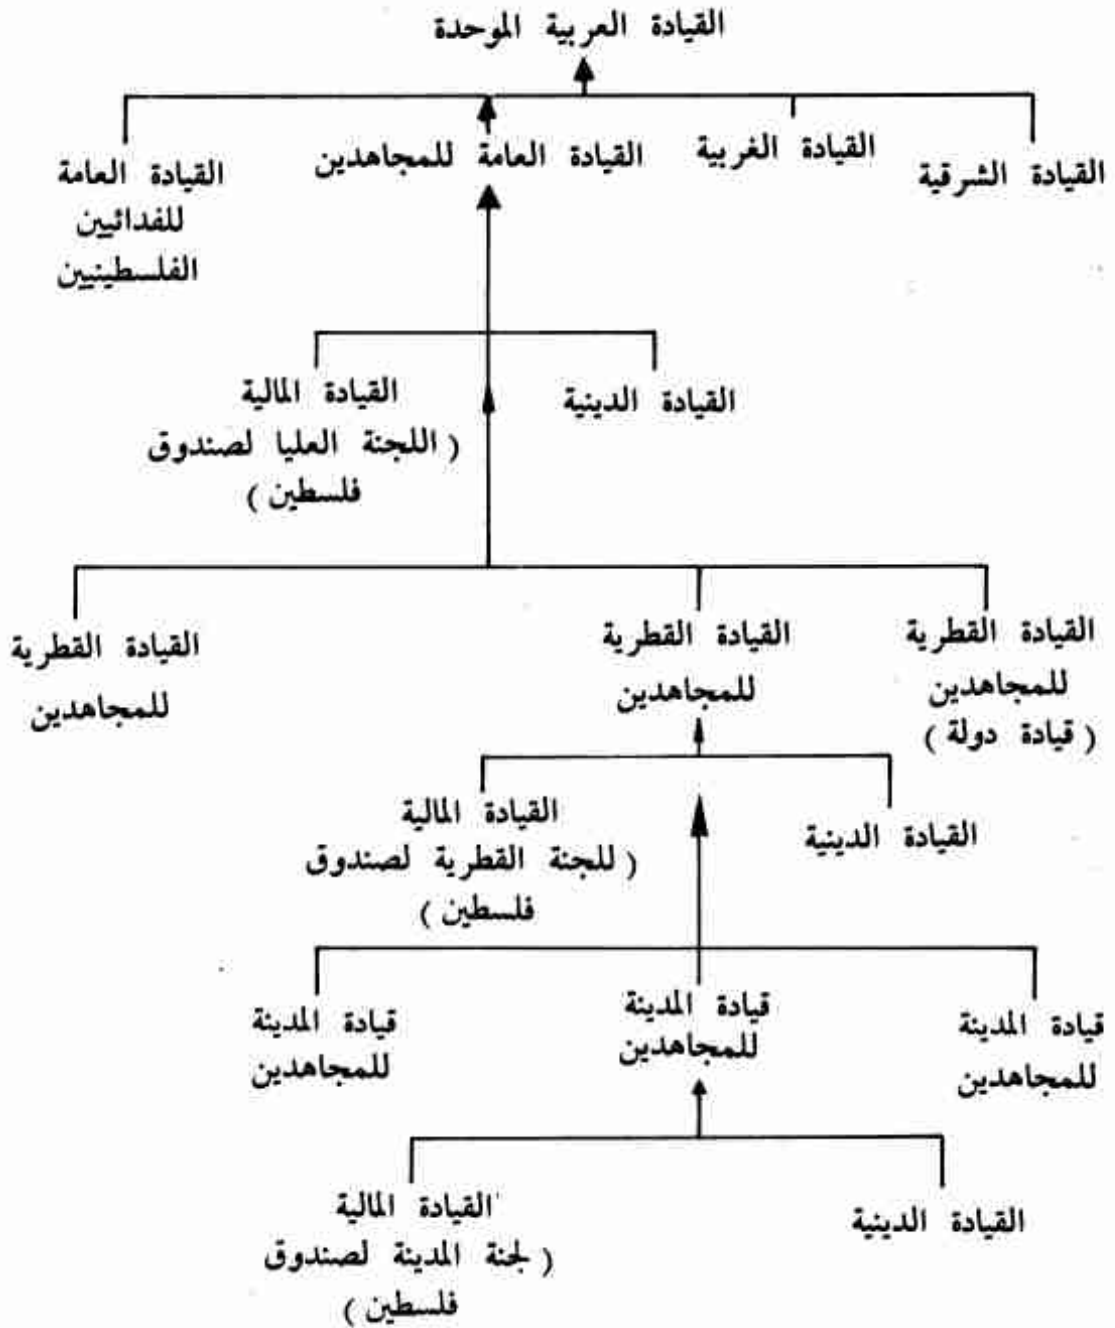 القيادة العربية الموحدة
القيادة الشرقية
القيادة الغربية
القيادة العامة للمجاهدين
القيادة العامة
للفدائيين
الفلسطينيين
القيادة الدينية
القيادة المالية
( اللجنة العليا لصندوق
فلسطين )
القيادة القطرية
للمجاهدين
( قيادة دولة )
القيادة القطرية
للمجاهدين
القيادة القطرية
للمجاهدين
القيادة الدينية
القيادة المالية
( للجنة القطرية لصندوق
فلسطين )
قيادة المدينة
للمجاهدين
قيادة المدينة
للمجاهدين
قيادة المدينة
للمجاهدين
القيادة الدينية
القيادة المالية
( لجنة المدينة لصندوق
فلسطين )